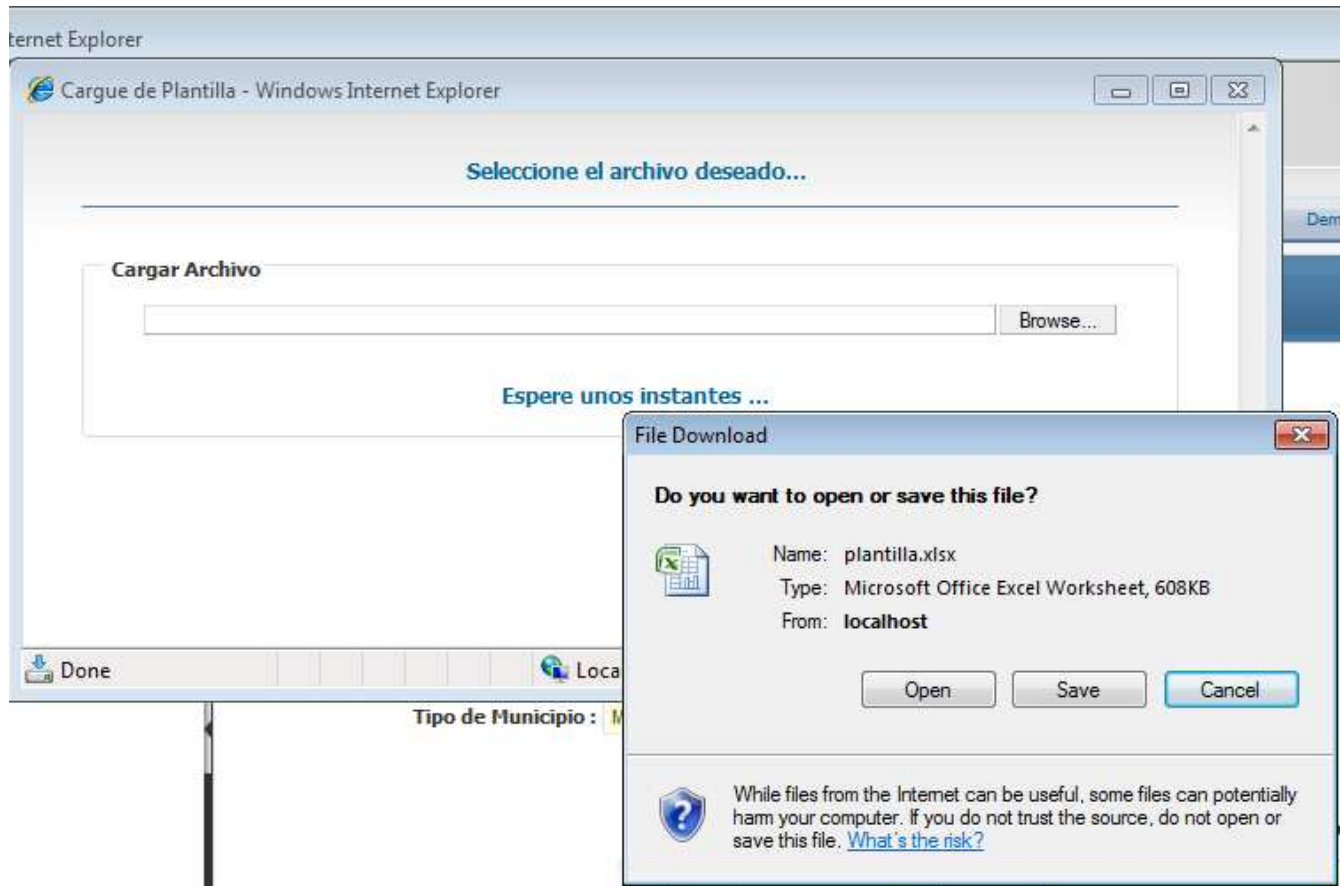 ternet Explorer
Cargue de Plantilla - Windows Internet Explorer
Seleccione el archivo deseado...
Dem
Cargar Archivo
Browse...
Espere unos instantes ...
File Download
Do you want to open or save this file?
Name: plantilla.xlsx
Type: Microsoft Office Excel Worksheet, 608KB
From: localhost
Done
Loca
Open
Save
Cancel
Tipo de Municipio : M
While files from the Internet can be useful, some files can potentially
harm your computer. If you do not trust the source, do not open or
save this file. What's the risk?